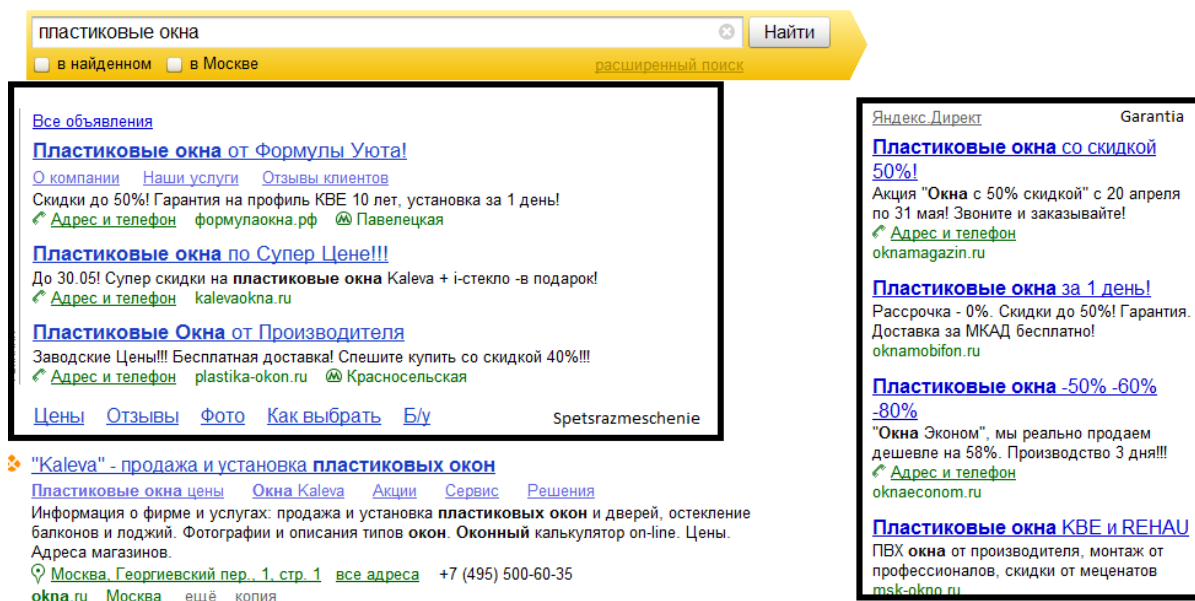 пластиковые окна
Найти
в найденном
в Москве
расширенный поиск
Все объявления
Пластиковые окна от Формулы Уюта!
О компании Наши услуги Отзывы клиентов
Скидки до 50%! Гарантия на профиль КВЕ 10 лет, установка за 1 день!
Адрес и телефон формулаокна.рф Павелецкая
Пластиковые окна по Супер Цене!!!
До 30.05! Супер скидки на пластиковые окна Kaleva + i-стекло -в подарок!
Адрес и телефон kalevaokna.ru
Пластиковые Окна от Производителя
Заводские Цены!!! Бесплатная доставка! Спешите купить со скидкой 40%!!!
Адрес и телефон plastika-okon.ru Красносельская
Цены Отзывы Фото Как выбрать Б/у
Spetsrazmeschenie
"Kaleva" - продажа и установка пластиковых окон
Пластиковые окна цены Окна Kaleva Акции Сервис Решения
Информация о фирме и услугах: продажа и установка пластиковых окон и дверей, остекление
балконов и лоджий. Фотографии и описания типов окон. Оконный калькулятор on-line. Цены.
Адреса магазинов.
Москва, Георгиевский пер., 1, стр. 1 все адреса +7 (495) 500-60-35
okna.ru Москва ещё копия
Яндекс.Директ
Garantia
Пластиковые окна со скидкой
50%!
Акция "Окна с 50% скидкой" с 20 апреля
по 31 мая! Звоните и заказывайте!
Адрес и телефон
oknamagazin.ru
Пластиковые окна за 1 день!
Рассрочка - 0%. Скидки до 50%! Гарантия.
Доставка за МКАД бесплатно!
oknamobifon.ru
Пластиковые окна -50% -60%
-80%
"Окна Эконом", мы реально продаем
дешевле на 58%. Производство 3 дня!!!
Адрес и телефон
oknaeconom.ru
Пластиковые окна КВЕ и REHAU
ПВХ окна от производителя, монтаж от
профессионалов, скидки от меценатов
msk-okno.ru